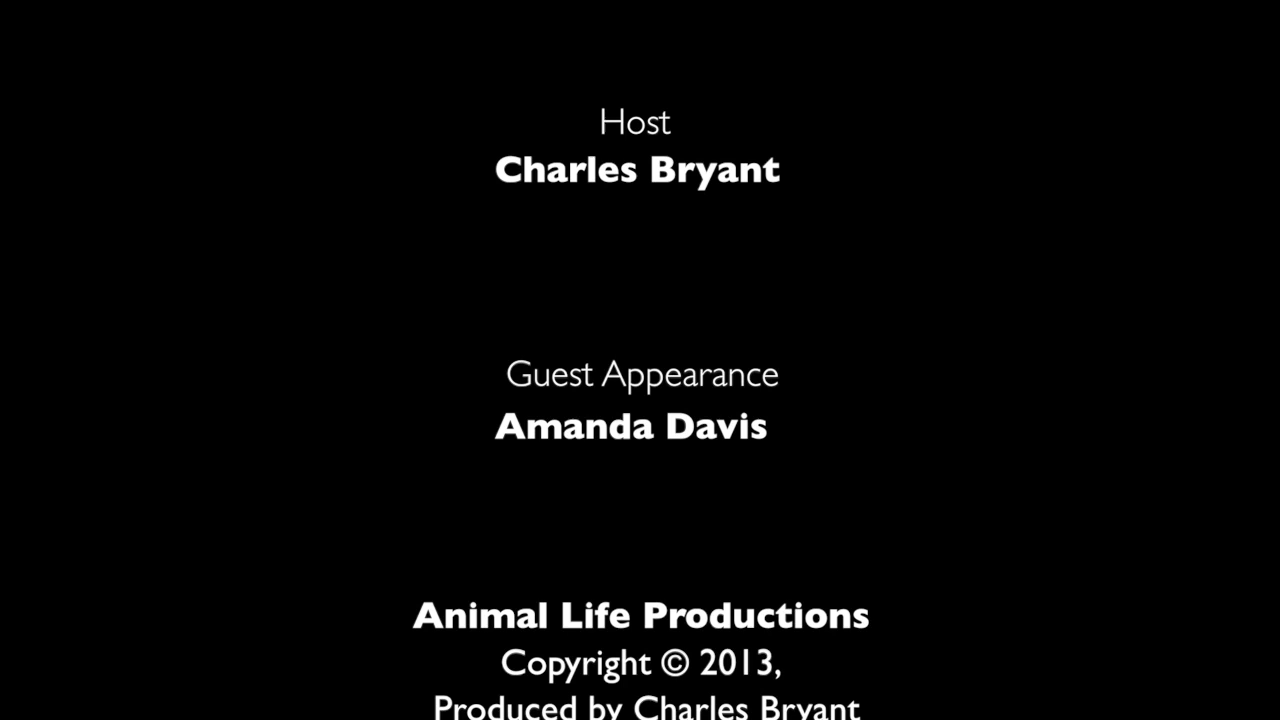 Host
Charles Bryant
Guest Appearance
Amanda Davis
Animal Life Productions
Copyright © 2013,
Produced by Charles Bryant